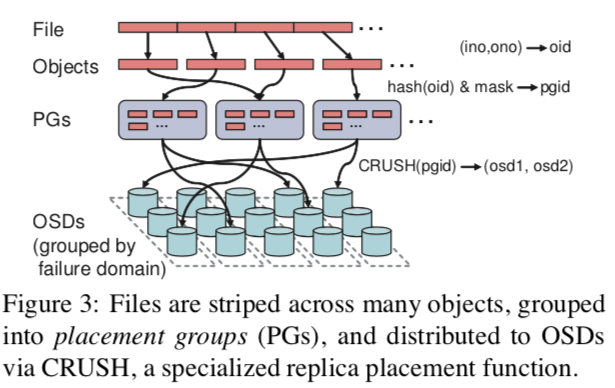 File
(ino,ono) → oid
Objects
hash(oid) & mask → pgid
PGs
CRUSH(pgid) → (osd1, osd2)
OSDs
(grouped by
failure domain)
Figure 3: Files are striped across many objects, grouped
into placement groups (PGs), and distributed to OSDs
via CRUSH, a specialized replica placement function.